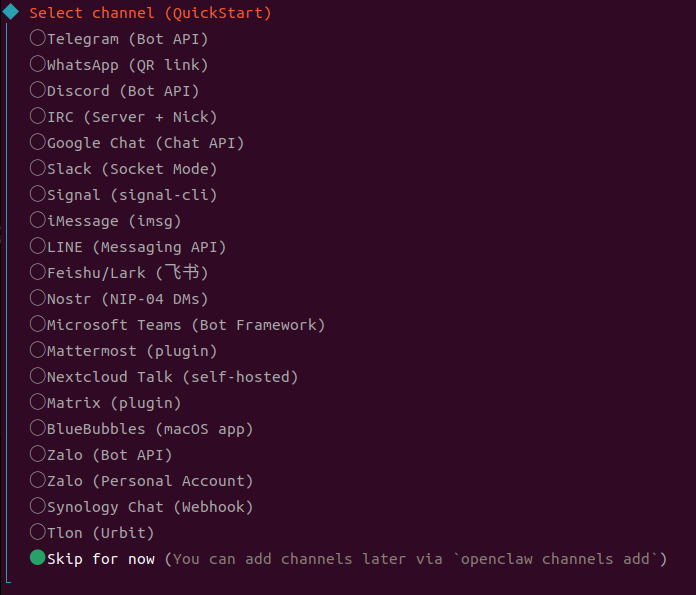 Select channel (QuickStart)
Telegram (Bot API)
WhatsApp (QR link)
Discord (Bot API)
IRC (Server + Nick)
Google Chat (Chat API)
Slack (Socket Mode)
Signal (signal-cli)
iMessage (imsg)
LINE (Messaging API)
Feishu/Lark (飞书)
Nostr (NIP-04 DMs)
Microsoft Teams (Bot Framework)
Mattermost (plugin)
Nextcloud Talk (self-hosted)
Matrix (plugin)
BlueBubbles (macOS app)
Zalo (Bot API)
Zalo (Personal Account)
Synology Chat (Webhook)
Tlon (Urbit)
Skip for now (You can add channels later via `openclaw channels add`)